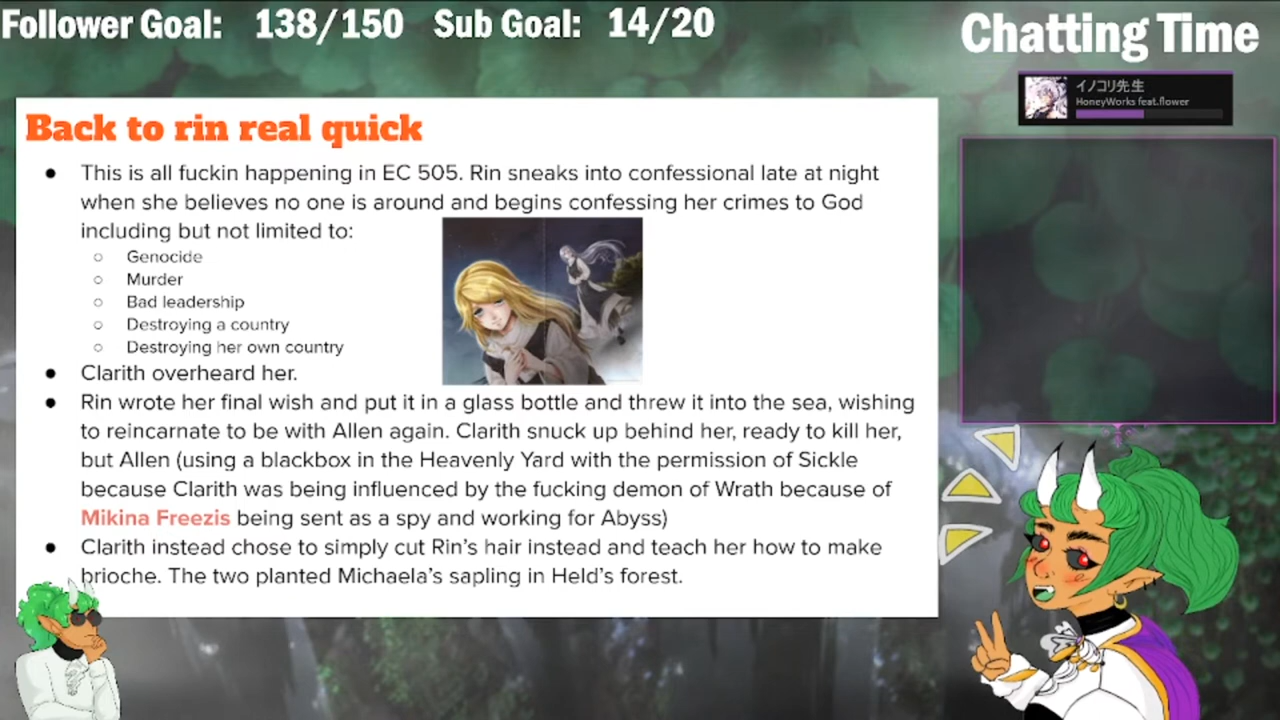 Follower Goal: 138/150 Sub Goal: 14/20
Chatting Time
イノコリ先生
HoneyWorks feat.flower
Back to rin real quick
● This is all fuckin happening in EC 505. Rin sneaks into confessional late at night
when she believes no one is around and begins confessing her crimes to God
including but not limited to:
○ Genocide
○ Murder
○ Bad leadership
○ Destroying a country
○ Destroying her own country
● Clarith overheard her.
● Rin wrote her final wish and put it in a glass bottle and threw it into the sea, wishing
to reincarnate to be with Allen again. Clarith snuck up behind her, ready to kill her,
but Allen (using a blackbox in the Heavenly Yard with the permission of Sickle
because Clarith was being influenced by the fucking demon of Wrath because of
Mikina Freezis being sent as a spy and working for Abyss)
● Clarith instead chose to simply cut Rin's hair instead and teach her how to make
brioche. The two planted Michaela's sapling in Held's forest.